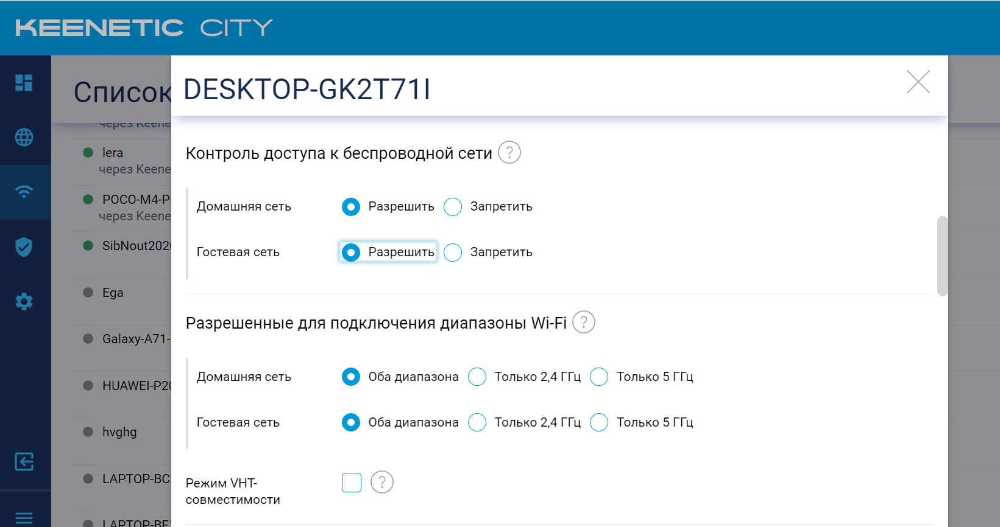 KEENETIC CITY
Список
DESKTOP-GK2T71I
через Keene
lera
через Keene
POCO-M4-P
через Keene
SibNout202
Ega
Galaxy-A71-
HUAWEI-P20
hvghg
LAPTOP-BC
LAPTOP-BE
Контроль доступа к беспроводной сети ?
Домашняя сеть Разрешить Запретить
Гостевая сеть Разрешить Запретить
Разрешенные для подключения диапазоны Wi-Fi ?
Домашняя сеть Оба диапазона Только 2,4 ГГц Только 5 ГГц
Гостевая сеть Оба диапазона Только 2,4 ГГц Только 5 ГГц
Режим VHT- ?
совместимости